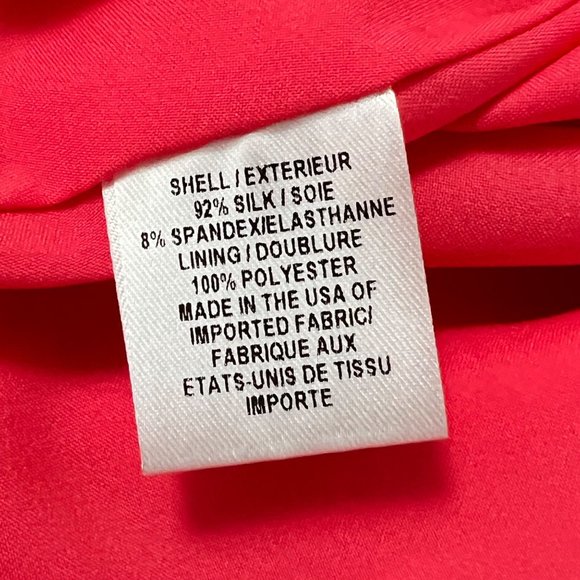 SHELL / EXTERIEUR
92% SILK / SOIE
8% SPANDEX/ELASTHANNE
LINING / DOUBLURE
100% POLYESTER
MADE IN THE USA OF
IMPORTED FABRIC/
FABRIQUE AUX
ETATS-UNIS DE TISSU
IMPORTE